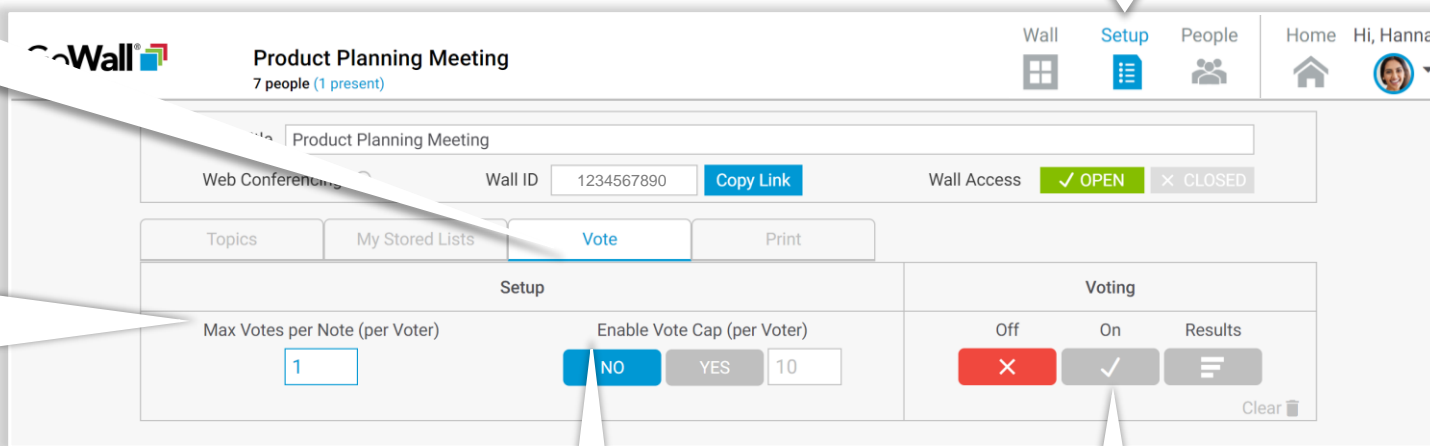 Wall Setup People Home Hi, Hanna
Wall®
Product Planning Meeting
7 people (1 present)
Product Planning Meeting
Web Conferencing Wall ID 1234567890 Copy Link Wall Access ✓ OPEN × CLOSED
Topics My Stored Lists Vote Print
Setup Voting
Max Votes per Note (per Voter) Enable Vote Cap (per Voter) Off On Results
1 NO YES 10
Clear